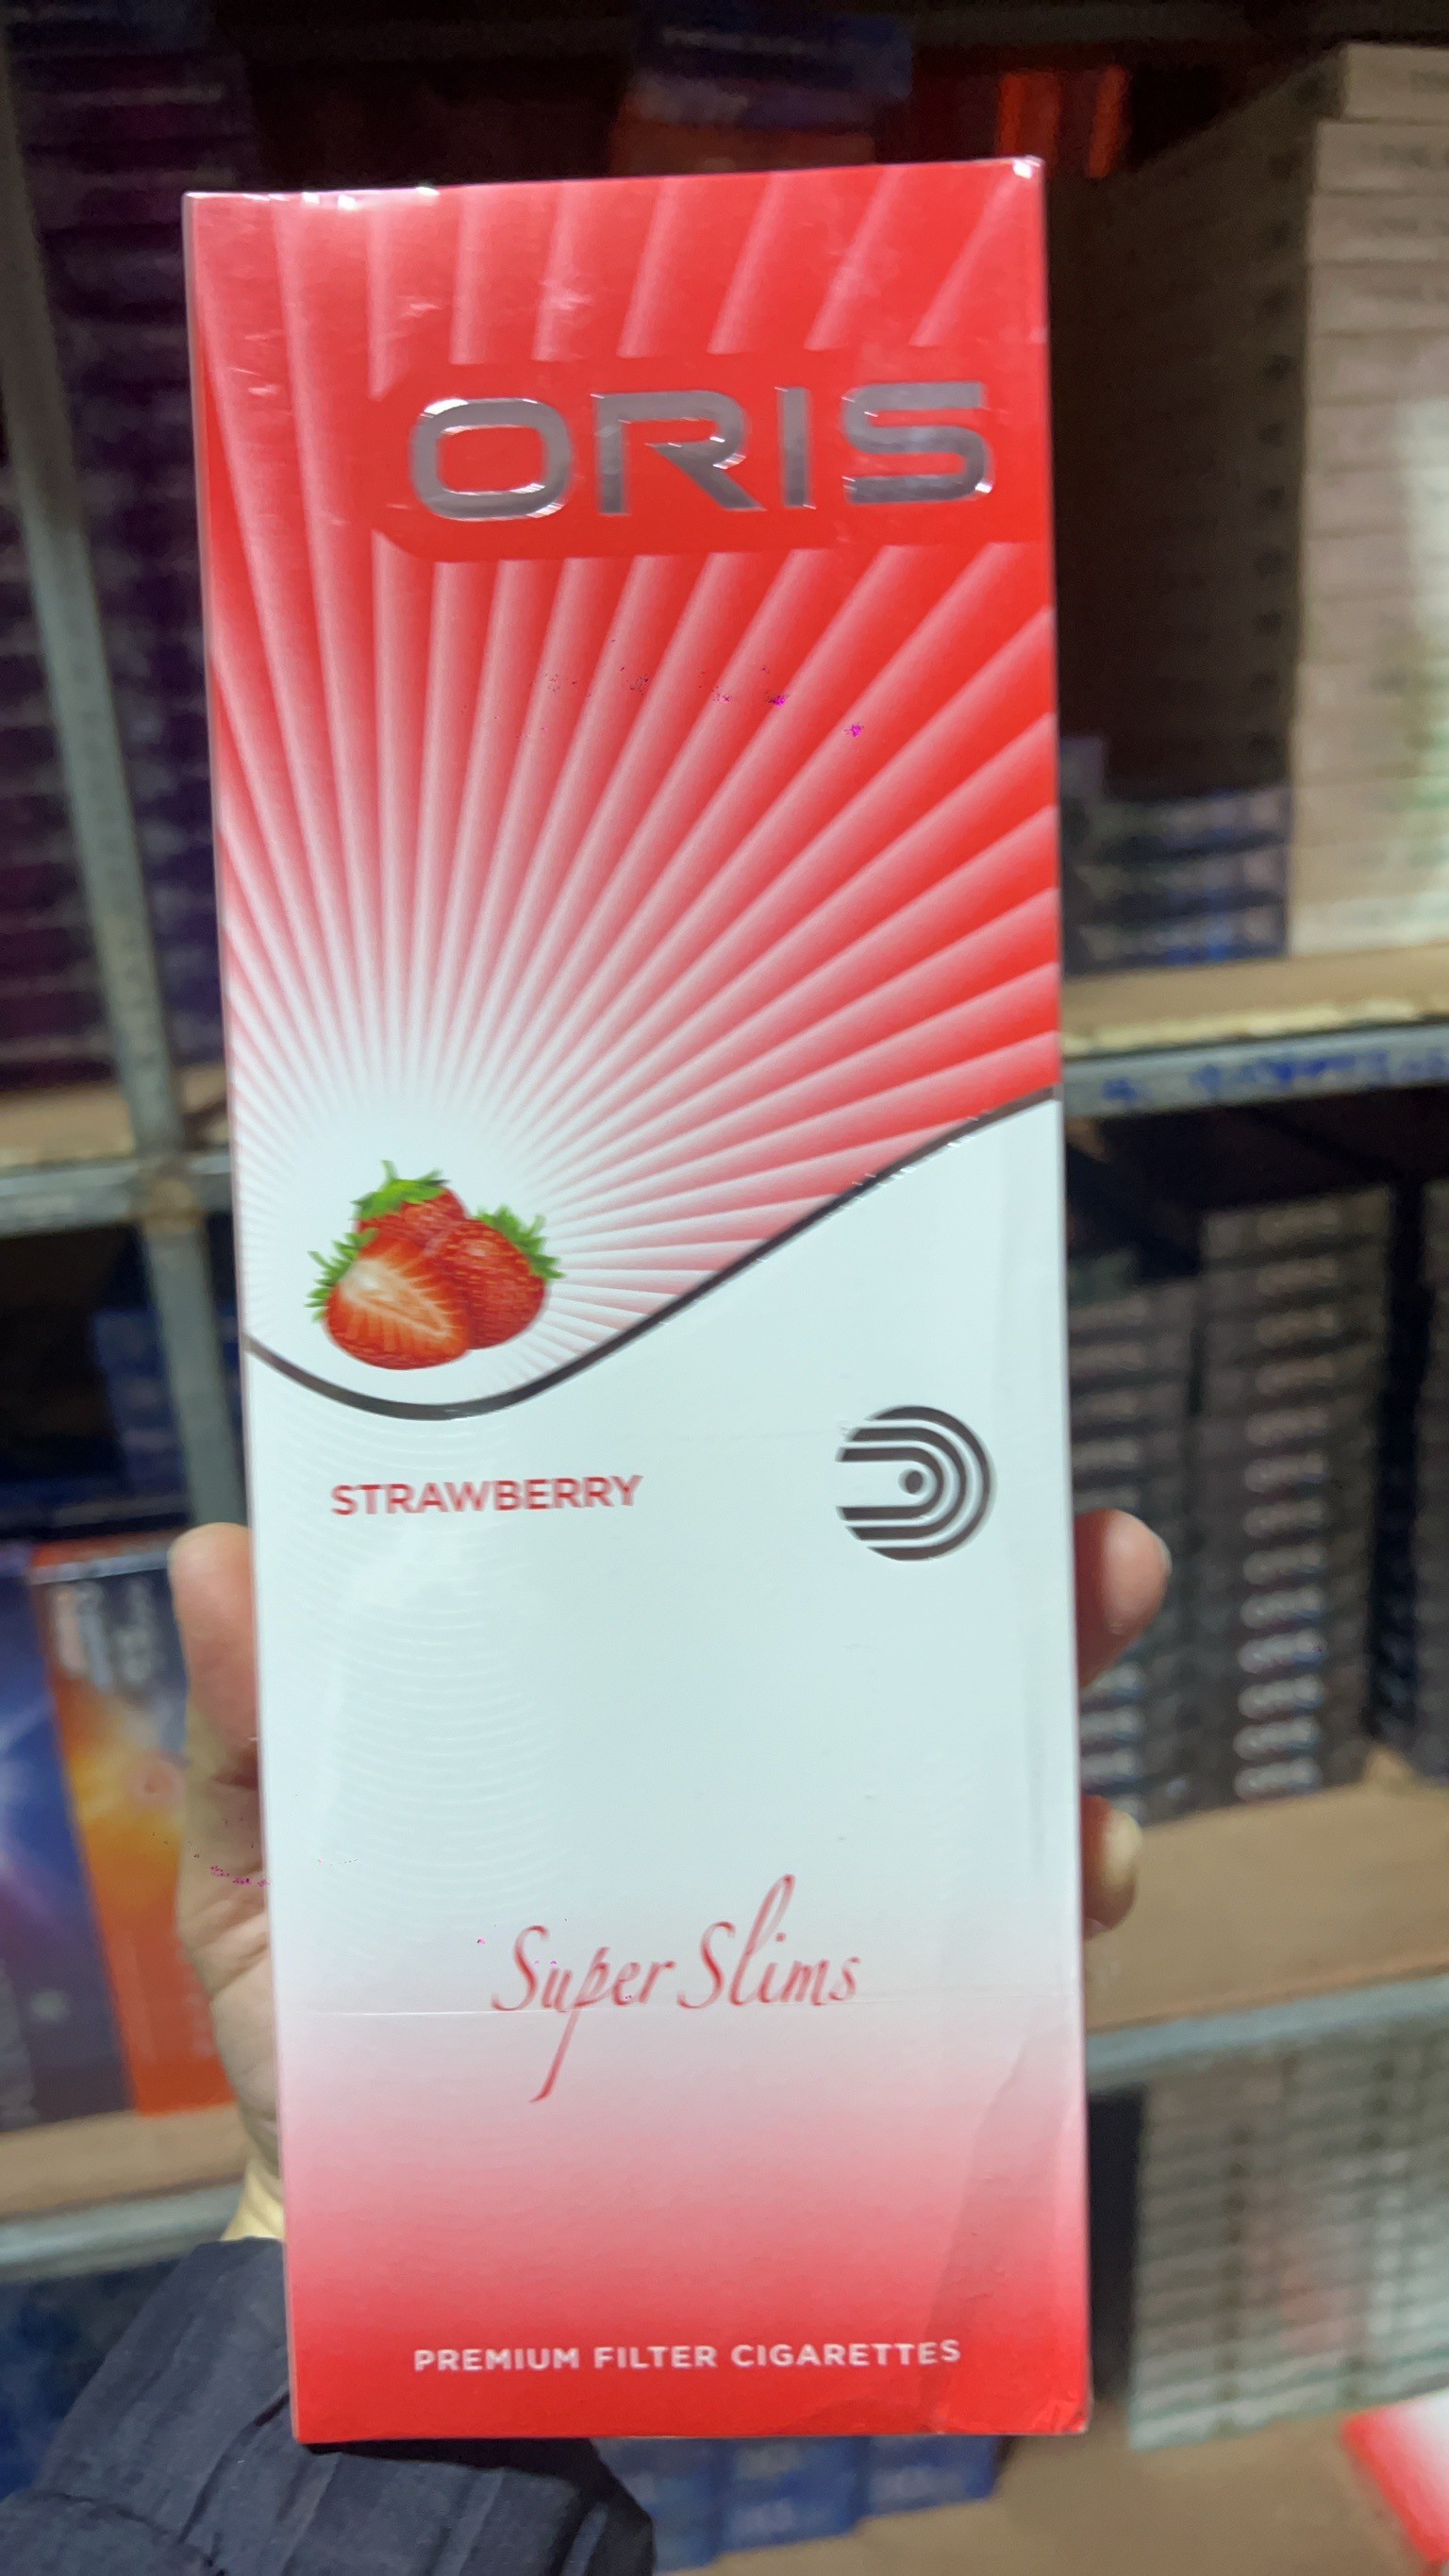 ORIS
STRAWBERRY
Super Slims
PREMIUM FILTER CIGARETTES